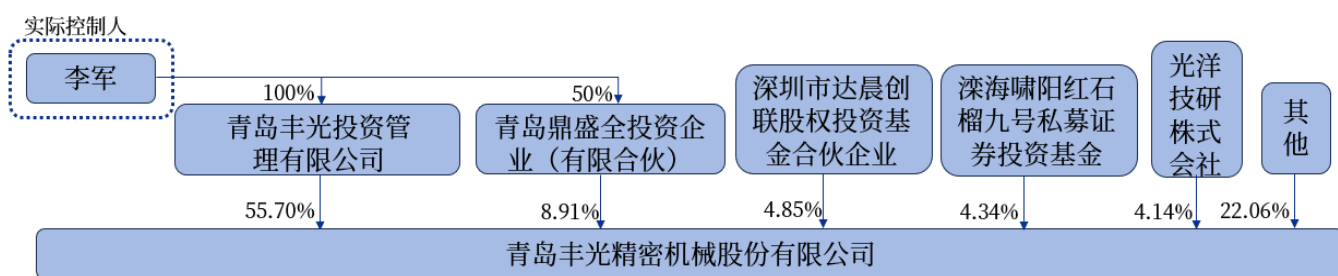 实际控制人
李军
100%
50%
青岛丰光投资管
理有限公司
青岛鼎盛全投资企
业（有限合伙）
深圳市达晨创
联股权投资基
金合伙企业
滦海啸阳红石
榴九号私募证
券投资基金
光洋
技研
株式
会社
其
他
55.70%
8.91%
4.85%
4.34%
4.14%
22.06%
青岛丰光精密机械股份有限公司